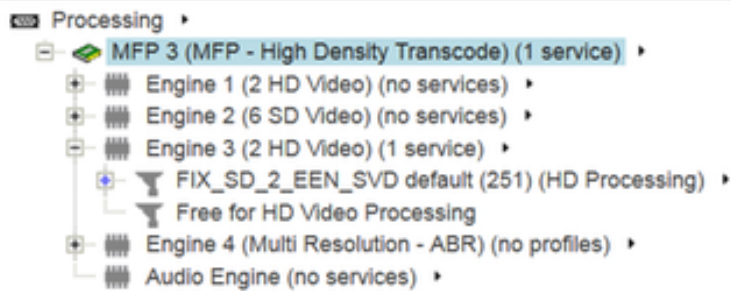 Processing
MFP 3 (MFP - High Density Transcode) (1 service)
Engine 1 (2 HD Video) (no services)
Engine 2 (6 SD Video) (no services)
Engine 3 (2 HD Video) (1 service)
FIX_SD_2_EEN_SVD default (251) (HD Processing)
Free for HD Video Processing
Engine 4 (Multi Resolution - ABR) (no profiles)
Audio Engine (no services)